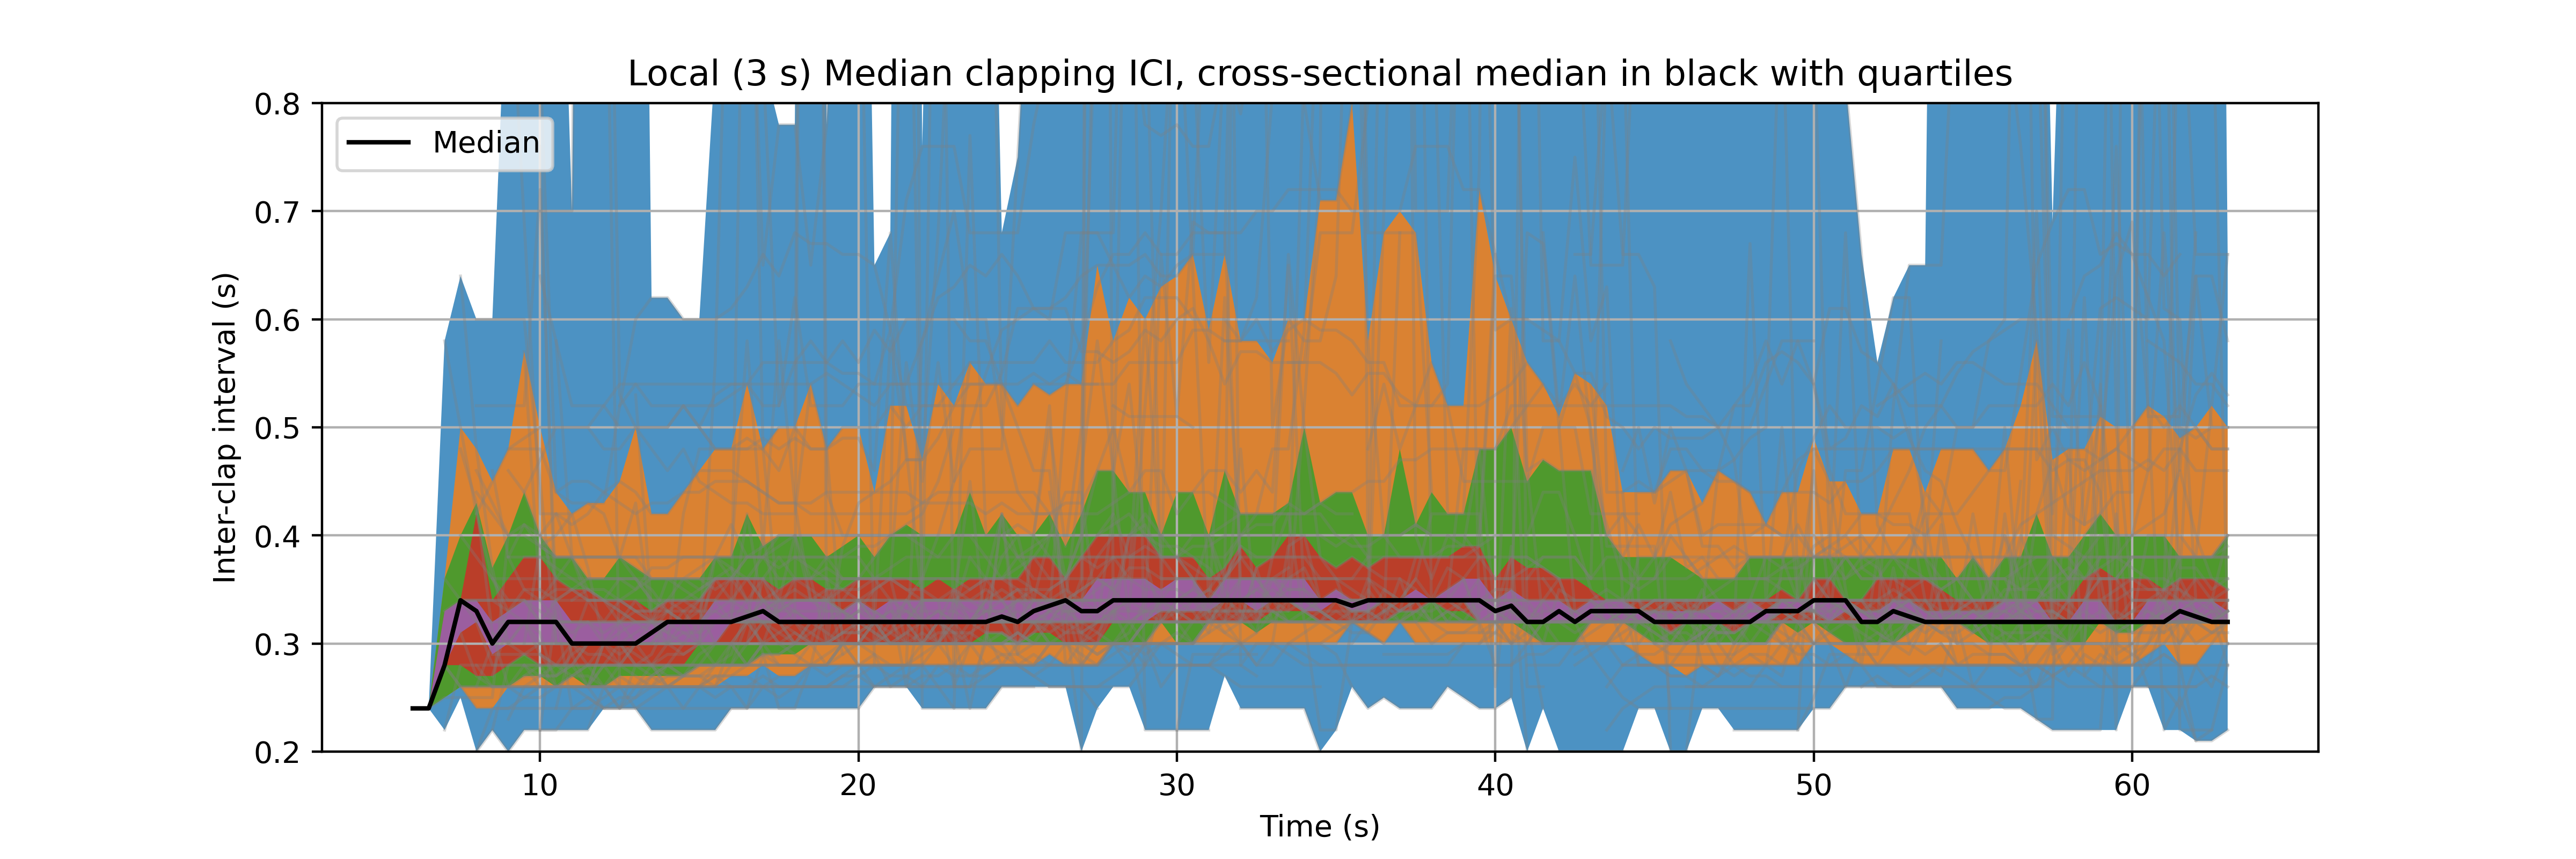 Local (3 s) Median clapping ICI, cross-sectional median in black with quartiles
Median
0.8
0.7
0.6
0.5
0.4
0.3
0.2
Inter-clap interval (s)
10 20 30 40 50 60
Time (s)